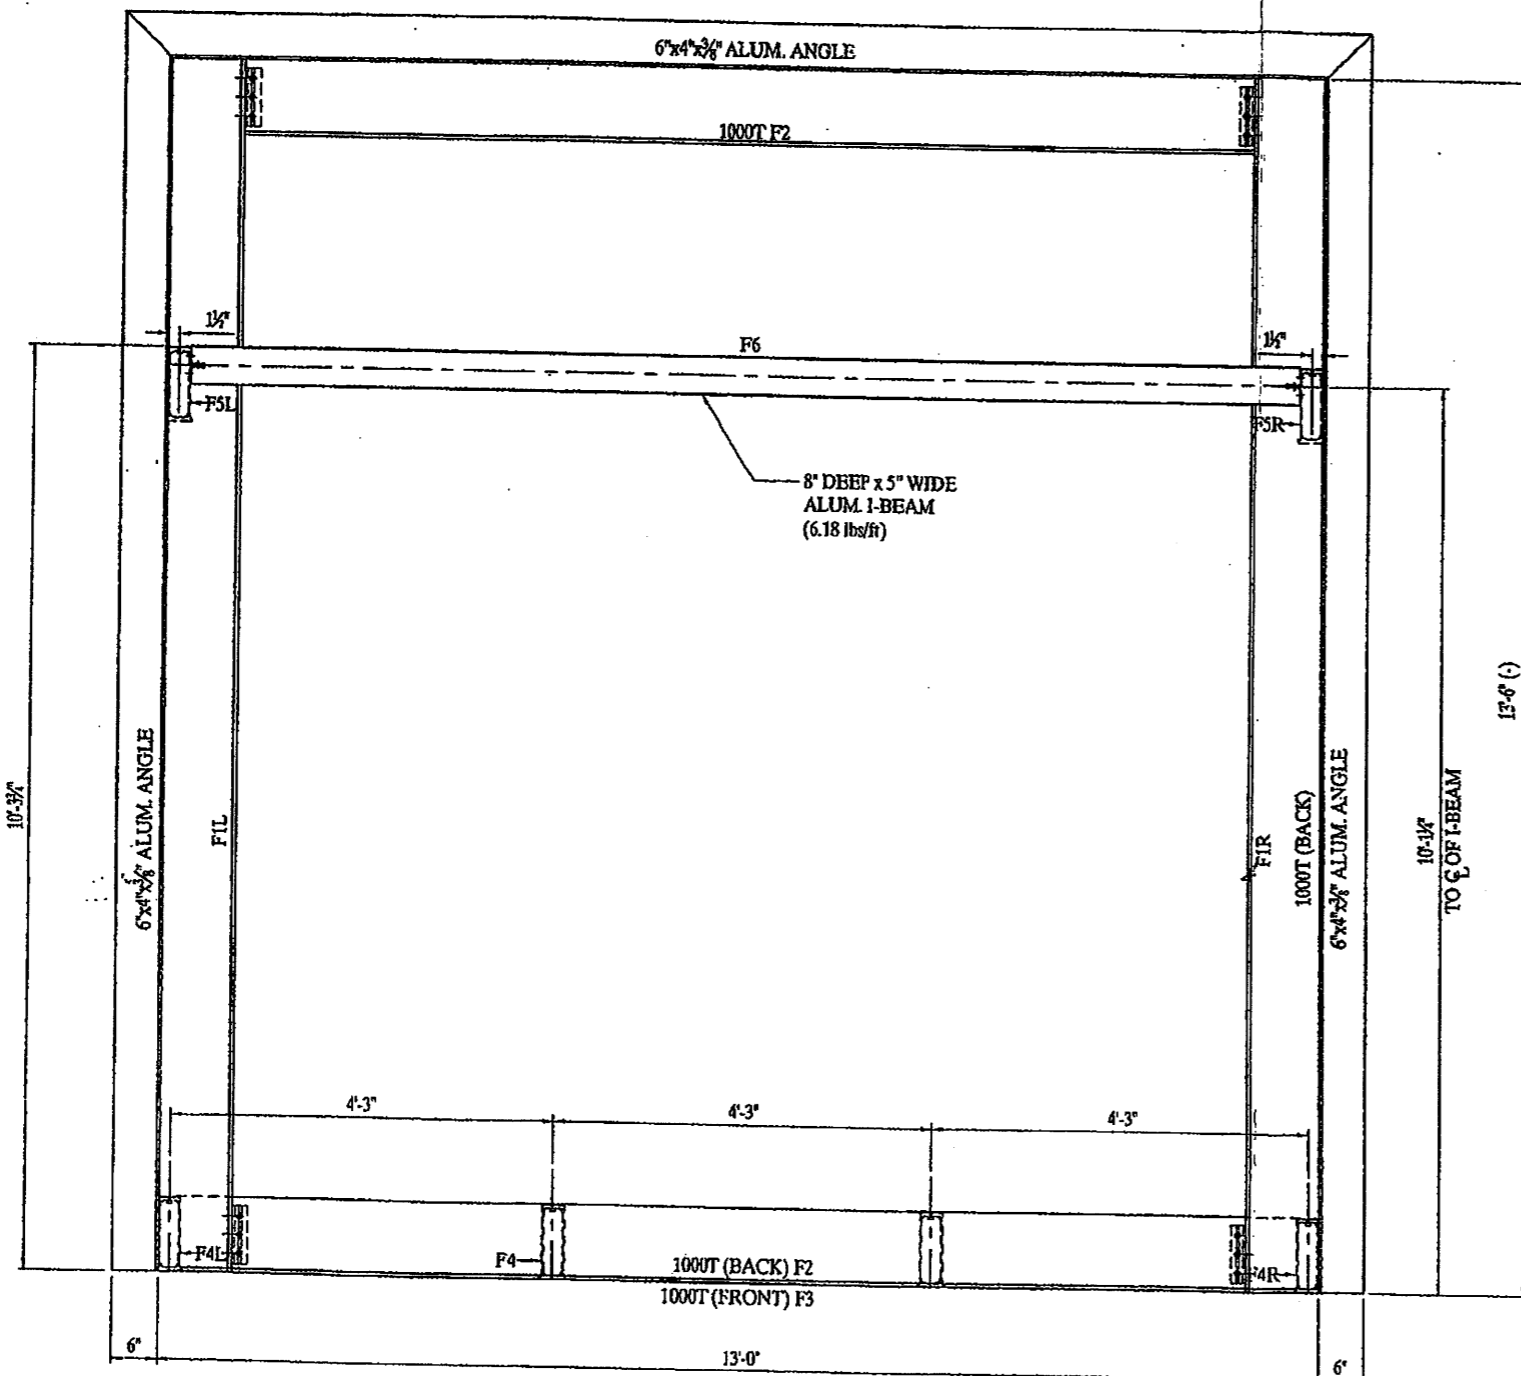 6"x4"x3/8" ALUM. ANGLE
1000T F2
1½"
F6
1½"
F5L
F5R
8" DEEP x 5" WIDE
ALUM. I-BEAM
(6.18 lbs/ft)
13'-6" (-)
10'-3¾"
6"x4"x3/8" ALUM. ANGLE
F1L
F1R
1000T (BACK)
6"x4"x3/8" ALUM. ANGLE
10'-1¼"
TO ℄ OF I-BEAM
4'-3"
4'-3"
4'-3"
F4L
F4
1000T (BACK) F2
F4R
1000T (FRONT) F3
6"
13'-0"
6"